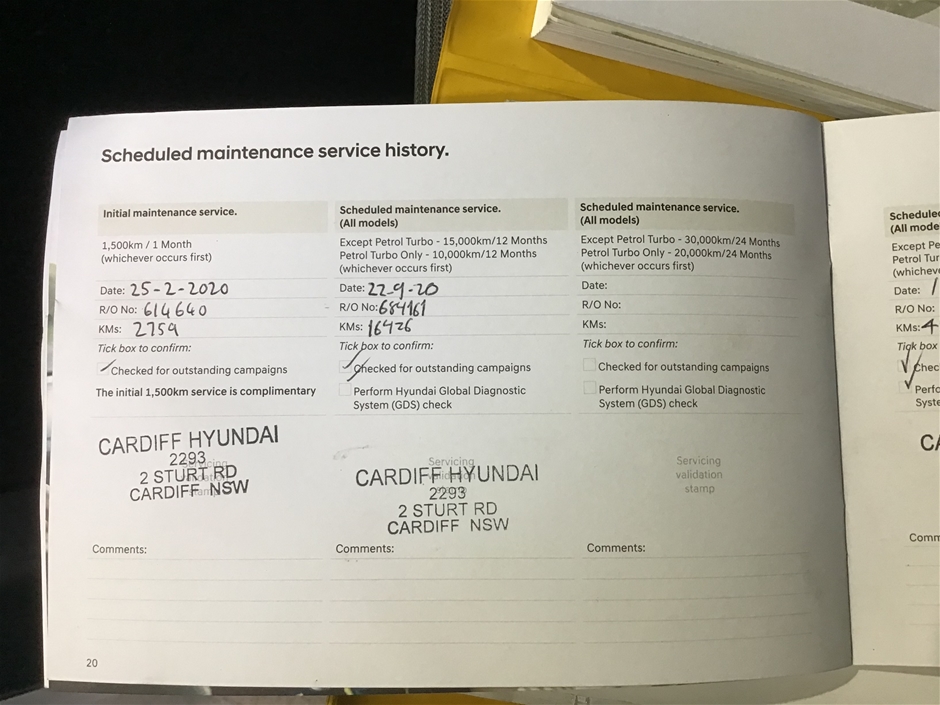 Scheduled maintenance service history.
Initial maintenance service.
1,500km / 1 Month
(whichever occurs first)
Date: 25-2-2020
R/O No: 614640
KMs: 2759
Tick box to confirm:
Checked for outstanding campaigns
The initial 1,500km service is complimentary
CARDIFF HYUNDAI
2293
2 STURT RD
CARDIFF NSW
Comments:
Scheduled maintenance service.
(All models)
Except Petrol Turbo - 15,000km/12 Months
Petrol Turbo Only - 10,000km/12 Months
(whichever occurs first)
Date: 22-9-20
R/O No: 684161
KMs: 16426
Tick box to confirm:
Checked for outstanding campaigns
Perform Hyundai Global Diagnostic
System (GDS) check
Servicing
CARDIFF HYUNDAI
2293
2 STURT RD
CARDIFF NSW
Comments:
Scheduled maintenance service.
(All models)
Except Petrol Turbo - 30,000km/24 Months
Petrol Turbo Only - 20,000km/24 Months
(whichever occurs first)
Date:
R/O No:
KMs:
Tick box to confirm:
Checked for outstanding campaigns
Perform Hyundai Global Diagnostic
System (GDS) check
Servicing
validation
stamp
Comments:
20
(All mode
Except Pe
Petrol Tur
(whichev
Date:
R/O No:
KMs: 4
Tick box
Chec
Perfo
Syste
CA
Comm